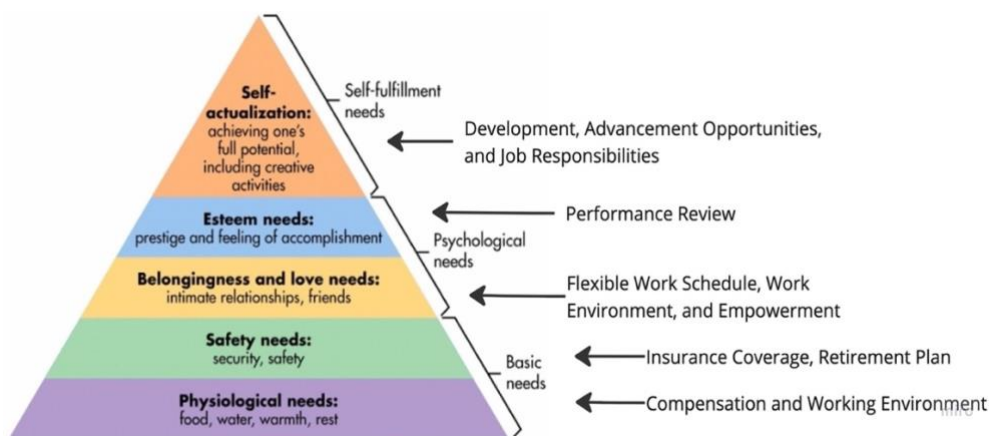 Self-
actualization:
achieving one's
full potential,
including creative
activities
Self-fulfillment
needs
Development, Advancement Opportunities,
and Job Responsibilities
Esteem needs:
prestige and feeling of accomplishment
Performance Review
Psychological
needs
Belongingness and love needs:
intimate relationships, friends
Flexible Work Schedule, Work
Environment, and Empowerment
Safety needs:
security, safety
Insurance Coverage, Retirement Plan
Basic
needs
Physiological needs:
food, water, warmth, rest
Compensation and Working Environment
miro